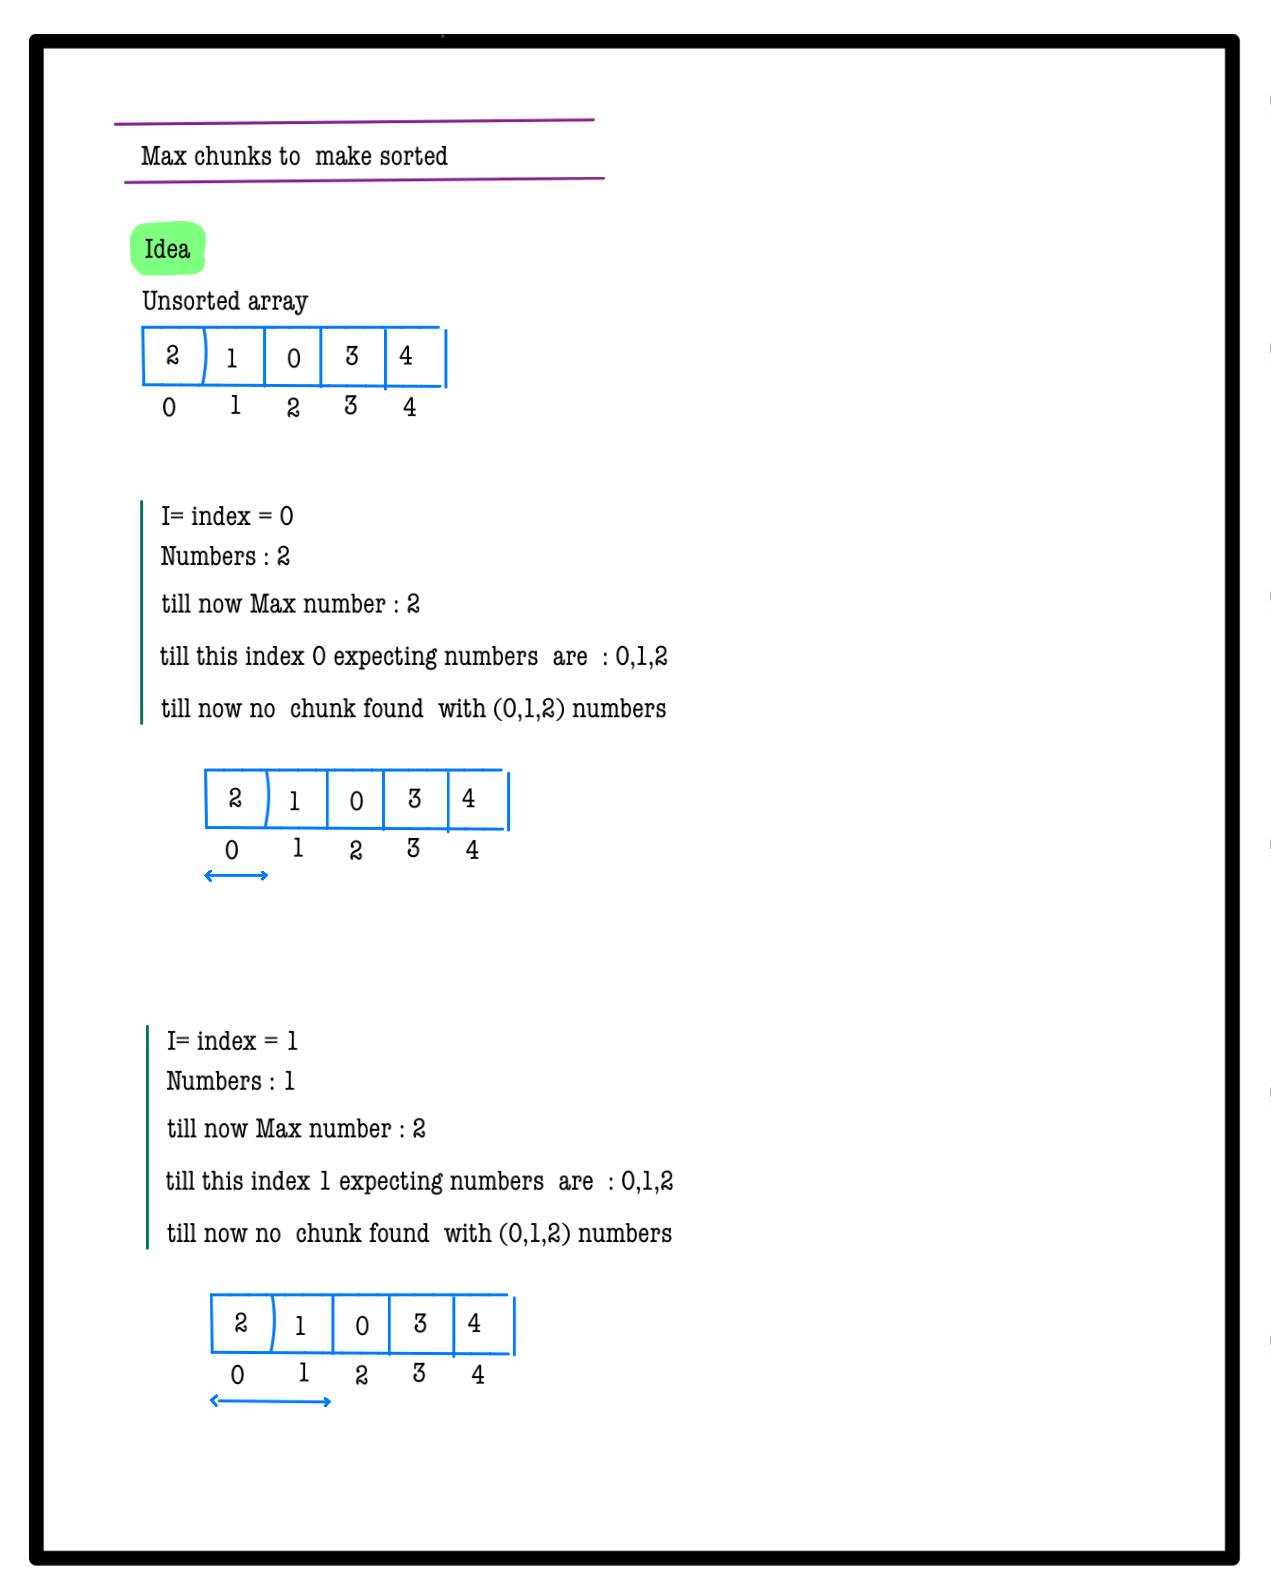 Max chunks to make sorted
Idea
Unsorted array
2 1 0 3 4
0 1 2 3 4
I= index = 0
Numbers : 2
till now Max number : 2
till this index 0 expecting numbers are : 0,1,2
till now no chunk found with (0,1,2) numbers
2 1 0 3 4
0 1 2 3 4
I= index = 1
Numbers : 1
till now Max number : 2
till this index 1 expecting numbers are : 0,1,2
till now no chunk found with (0,1,2) numbers
2 1 0 3 4
0 1 2 3 4